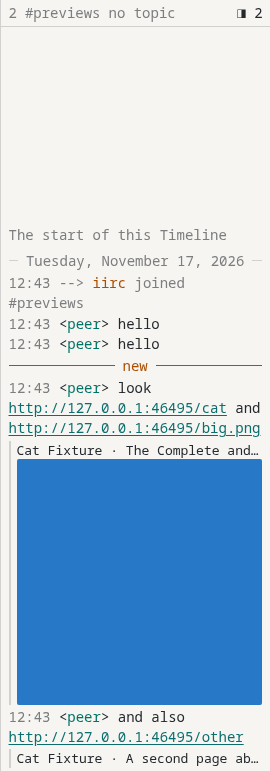 2 #previews no topic ◨ 2
The start of this Timeline
Tuesday, November 17, 2026
12:43 --> iirc joined
#previews
12:43 <peer> hello
12:43 <peer> hello
new
12:43 <peer> look
http://127.0.0.1:46495/cat and
http://127.0.0.1:46495/big.png
Cat Fixture · The Complete and…
12:43 <peer> and also
http://127.0.0.1:46495/other
Cat Fixture · A second page ab…